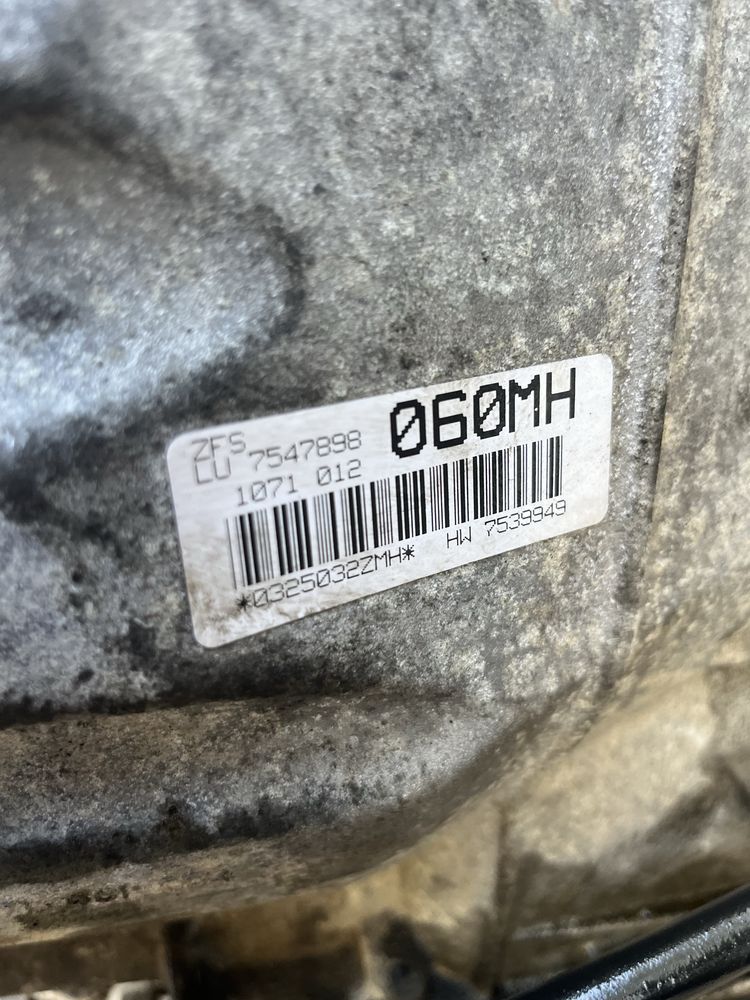 ZFS
LU 7547898 060MH
1071 012
*0325032ZMH* HW 7539949